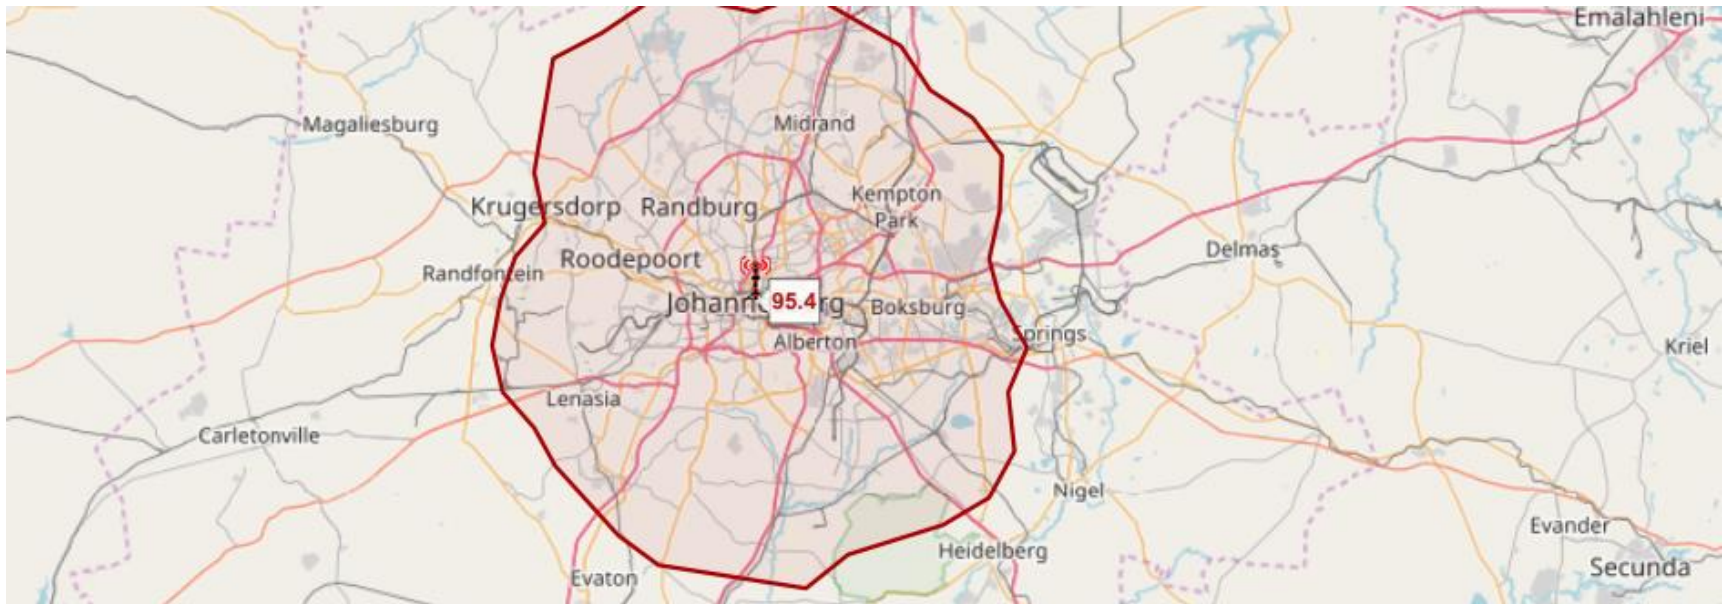 Emalahleni
Magaliesburg
Midrand
Kempton
Park
Krugersdorp
Randburg
Roodepoort
Delmas
Randfontein
95.4
Boksburg
Springs
Alberton
Kriel
Lenasia
Carletonville
Nigel
Evander
Heidelberg
Secunda
Evaton